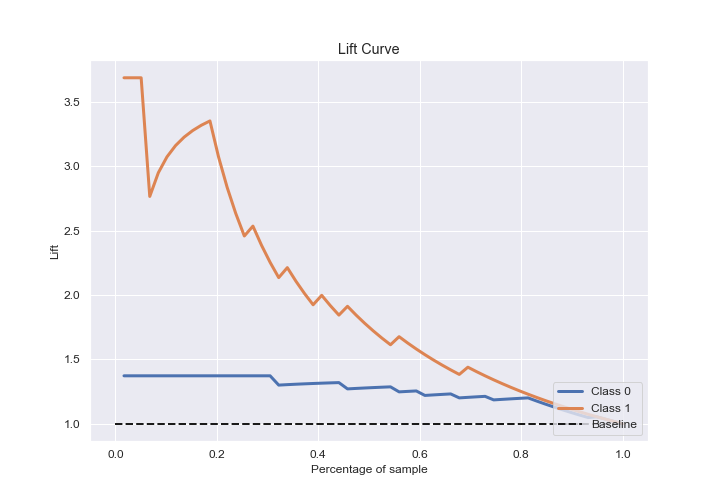 Lift Curve
Lift
3.5
3.0
2.5
2.0
1.5
1.0
0.0
0.2
0.4
0.6
0.8
1.0
Percentage of sample
Class 0
Class 1
Baseline